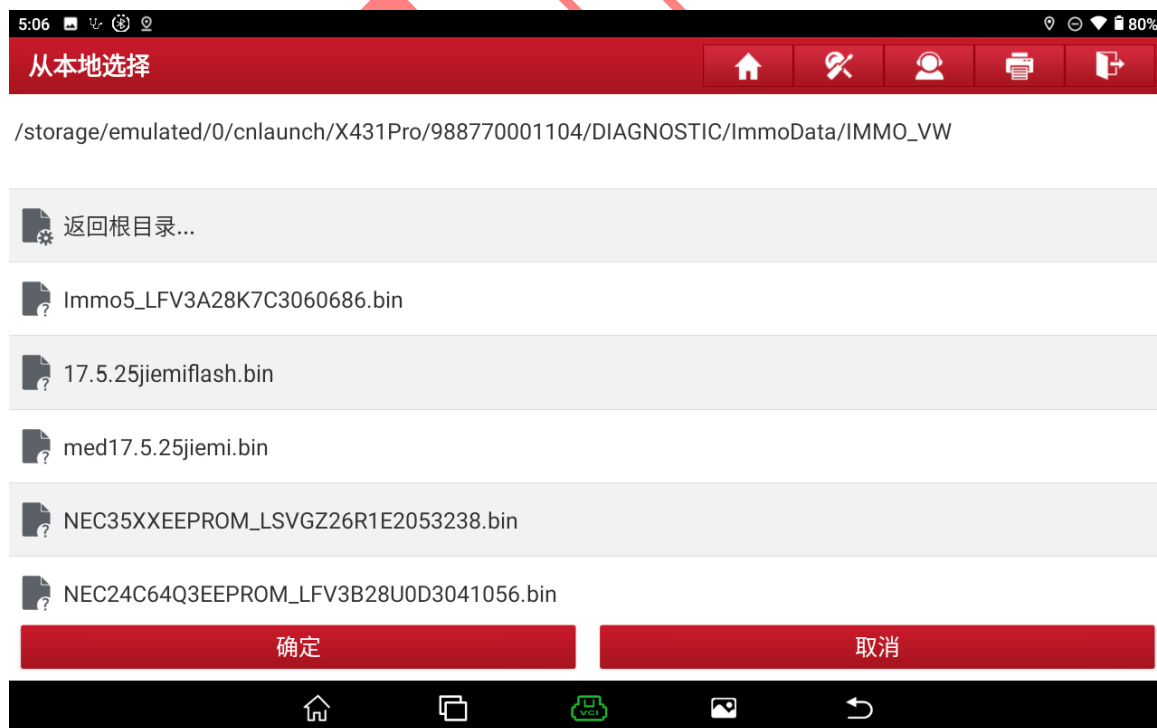 5:06 80%
从本地选择
/storage/emulated/0/cnlaunch/X431Pro/988770001104/DIAGNOSTIC/ImmoData/IMMO_VW
返回根目录...
Immo5_LFV3A28K7C3060686.bin
17.5.25jiemiflash.bin
med17.5.25jiemi.bin
NEC35XXEEPROM_LSVGZ26R1E2053238.bin
NEC24C64Q3EEPROM_LFV3B28U0D3041056.bin
确定 取消
VCI